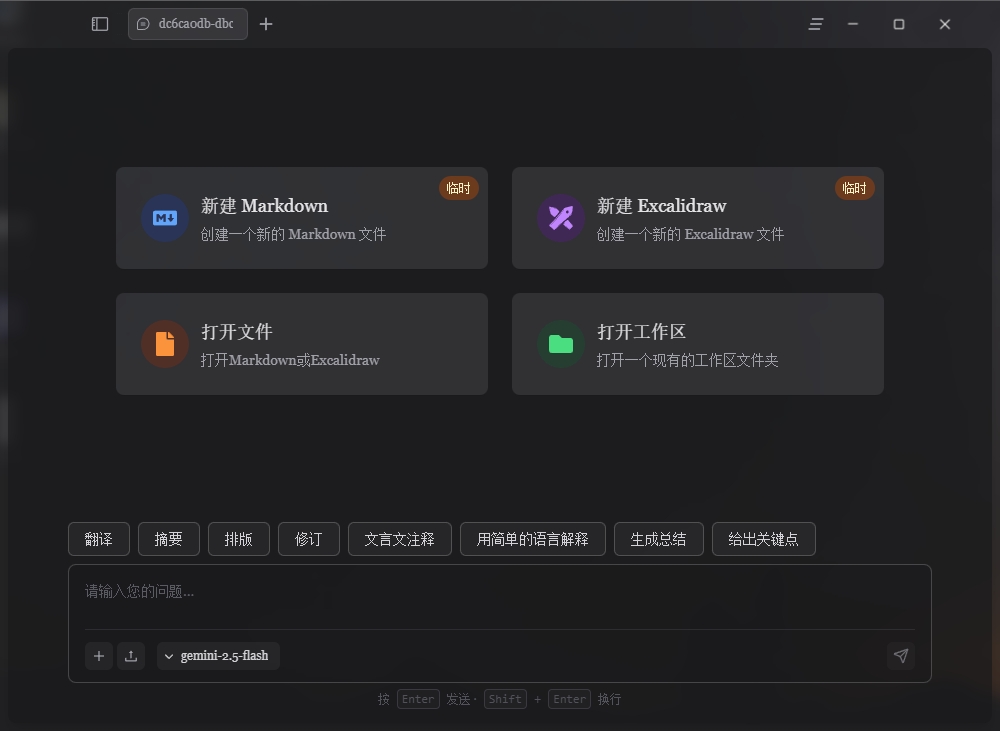 dc6ca0db-dbc
临时
新建 Markdown
创建一个新的 Markdown 文件
临时
新建 Excalidraw
创建一个新的 Excalidraw 文件
打开文件
打开Markdown或Excalidraw
打开工作区
打开一个现有的工作区文件夹
翻译 摘要 排版 修订 文言文注释 用简单的语言解释 生成总结 给出关键点
请输入您的问题...
gemini-2.5-flash
按 Enter 发送· Shift + Enter 换行